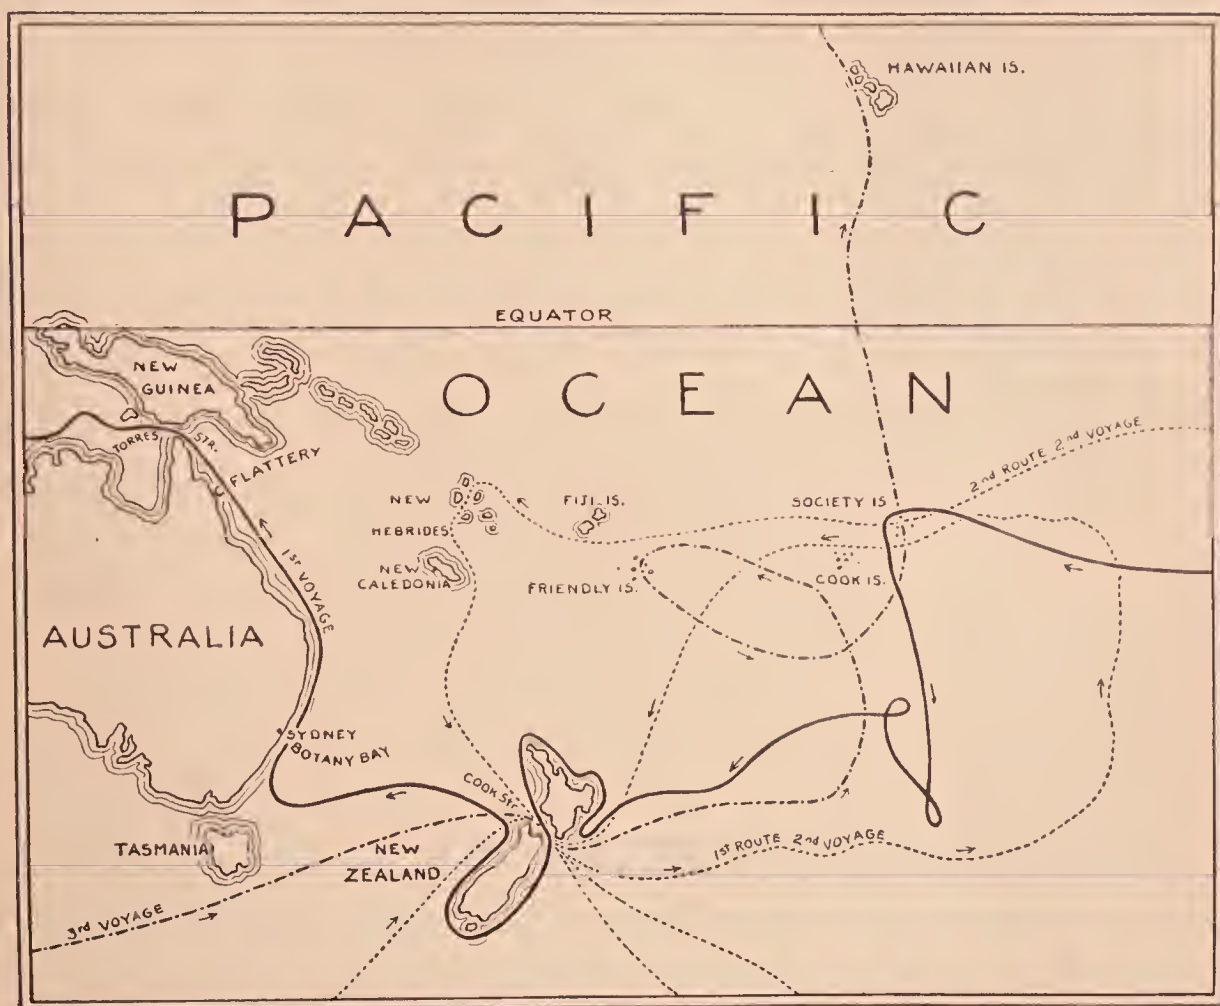 HAWAIIAN IS.
PACIFIC
EQUATOR
NEW
GUINEA
OCEAN
TORRES STR.
FLATTERY
2nd ROUTE 2nd VOYAGE
NEW
HEBRIDES
FIJI IS.
SOCIETY IS
NEW
CALEDONIA
FRIENDLY IS.
COOK IS.
1ST VOYAGE
AUSTRALIA
SYDNEY
BOTANY BAY
COOK Str.
TASMANIA
NEW
ZEALAND
1ST ROUTE 2nd VOYAGE
3rd VOYAGE